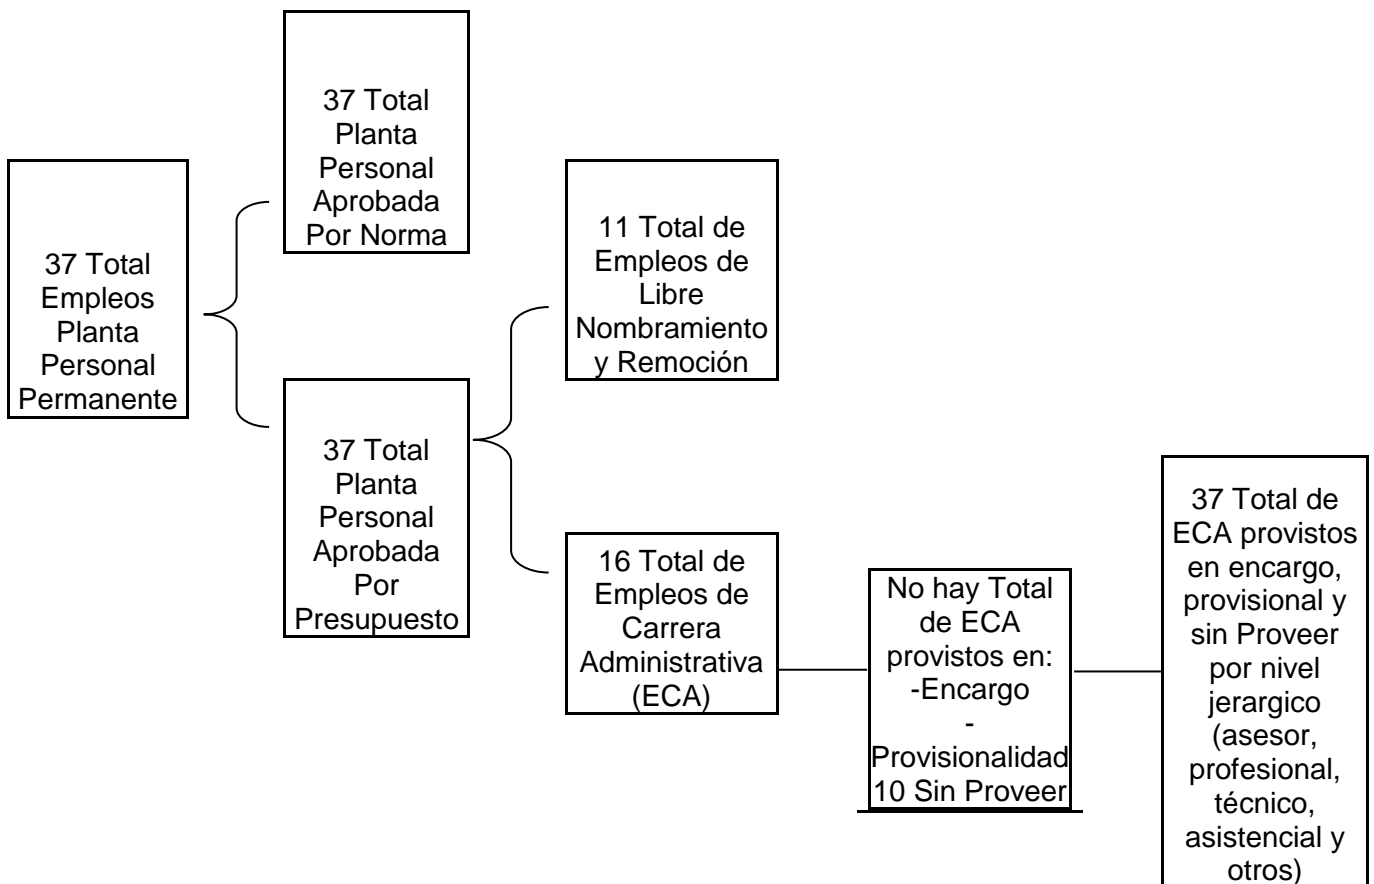 37 Total
Empleos
Planta
Personal
Permanente
37 Total
Planta
Personal
Aprobada
Por Norma
37 Total
Planta
Personal
Aprobada
Por
Presupuesto
11 Total de
Empleos de
Libre
Nombramiento
y Remoción
16 Total de
Empleos de
Carrera
Administrativa
(ECA)
No hay Total
de ECA
provistos en:
-Encargo
-
Provisionalidad
10 Sin Proveer
37 Total de
ECA provistos
en encargo,
provisional y
sin Proveer
por nivel
jerargico
(asesor,
profesional,
técnico,
asistencial y
otros)